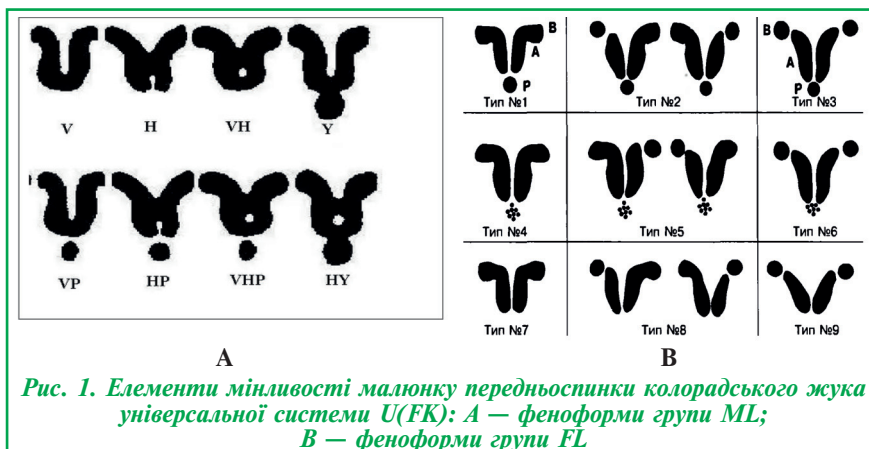 V H VH Y
VP HP VHP HY
B A P B A P
Тип №1 Тип №2 Тип №3
Тип №4 Тип №5 Тип №6
Тип №7 Тип №8 Тип №9
А В
Рис. 1. Елементи мінливості малюнку передньоспинки колорадського жука
універсальної системи U(FK): А — феноформи групи ML;
В — феноформи групи FL